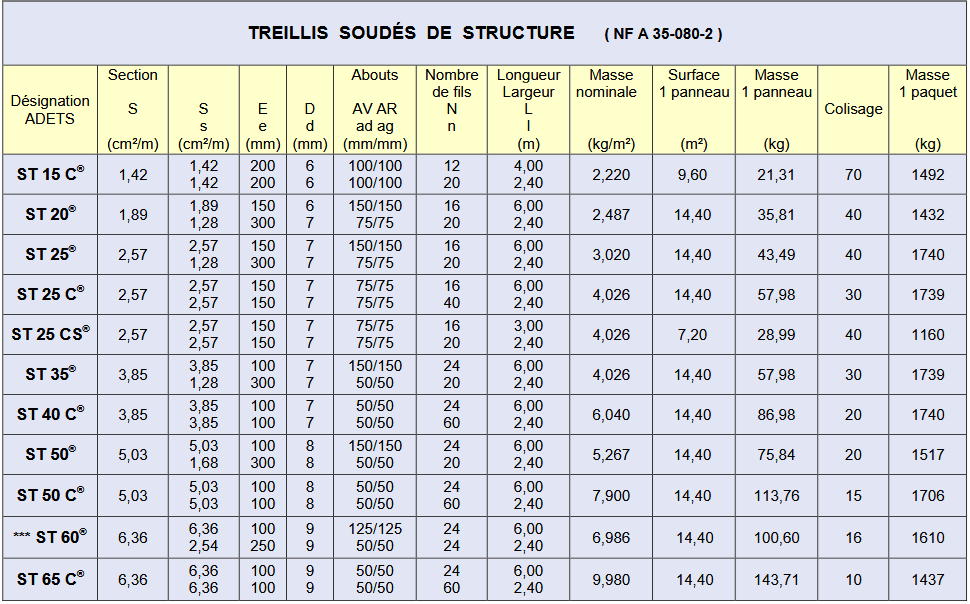 TREILLIS SOUDÉS DE STRUCTURE ( NF A 35-080-2 )
Désignation ADETS | Section S (cm²/m) | S s (cm²/m) | E e (mm) | D d (mm) | Abouts AV AR ad ag (mm/mm) | Nombre de fils N n | Longueur Largeur L l (m) | Masse nominale (kg/m²) | Surface 1 panneau (m²) | Masse 1 panneau (kg) | Colisage | Masse 1 paquet (kg)
ST 15 C® | 1,42 | 1,42 1,42 | 200 200 | 6 6 | 100/100 100/100 | 12 20 | 4,00 2,40 | 2,220 | 9,60 | 21,31 | 70 | 1492
ST 20® | 1,89 | 1,89 1,28 | 150 300 | 6 7 | 150/150 75/75 | 16 20 | 6,00 2,40 | 2,487 | 14,40 | 35,81 | 40 | 1432
ST 25® | 2,57 | 2,57 1,28 | 150 300 | 7 7 | 150/150 75/75 | 16 20 | 6,00 2,40 | 3,020 | 14,40 | 43,49 | 40 | 1740
ST 25 C® | 2,57 | 2,57 2,57 | 150 150 | 7 7 | 75/75 75/75 | 16 40 | 6,00 2,40 | 4,026 | 14,40 | 57,98 | 30 | 1739
ST 25 CS® | 2,57 | 2,57 2,57 | 150 150 | 7 7 | 75/75 75/75 | 16 20 | 3,00 2,40 | 4,026 | 7,20 | 28,99 | 40 | 1160
ST 35® | 3,85 | 3,85 1,28 | 100 300 | 7 7 | 150/150 50/50 | 24 20 | 6,00 2,40 | 4,026 | 14,40 | 57,98 | 30 | 1739
ST 40 C® | 3,85 | 3,85 3,85 | 100 100 | 7 7 | 50/50 50/50 | 24 60 | 6,00 2,40 | 6,040 | 14,40 | 86,98 | 20 | 1740
ST 50® | 5,03 | 5,03 1,68 | 100 300 | 8 8 | 150/150 50/50 | 24 20 | 6,00 2,40 | 5,267 | 14,40 | 75,84 | 20 | 1517
ST 50 C® | 5,03 | 5,03 5,03 | 100 100 | 8 8 | 50/50 50/50 | 24 60 | 6,00 2,40 | 7,900 | 14,40 | 113,76 | 15 | 1706
*** ST 60® | 6,36 | 6,36 2,54 | 100 250 | 9 9 | 125/125 50/50 | 24 24 | 6,00 2,40 | 6,986 | 14,40 | 100,60 | 16 | 1610
ST 65 C® | 6,36 | 6,36 6,36 | 100 100 | 9 9 | 50/50 50/50 | 24 60 | 6,00 2,40 | 9,980 | 14,40 | 143,71 | 10 | 1437